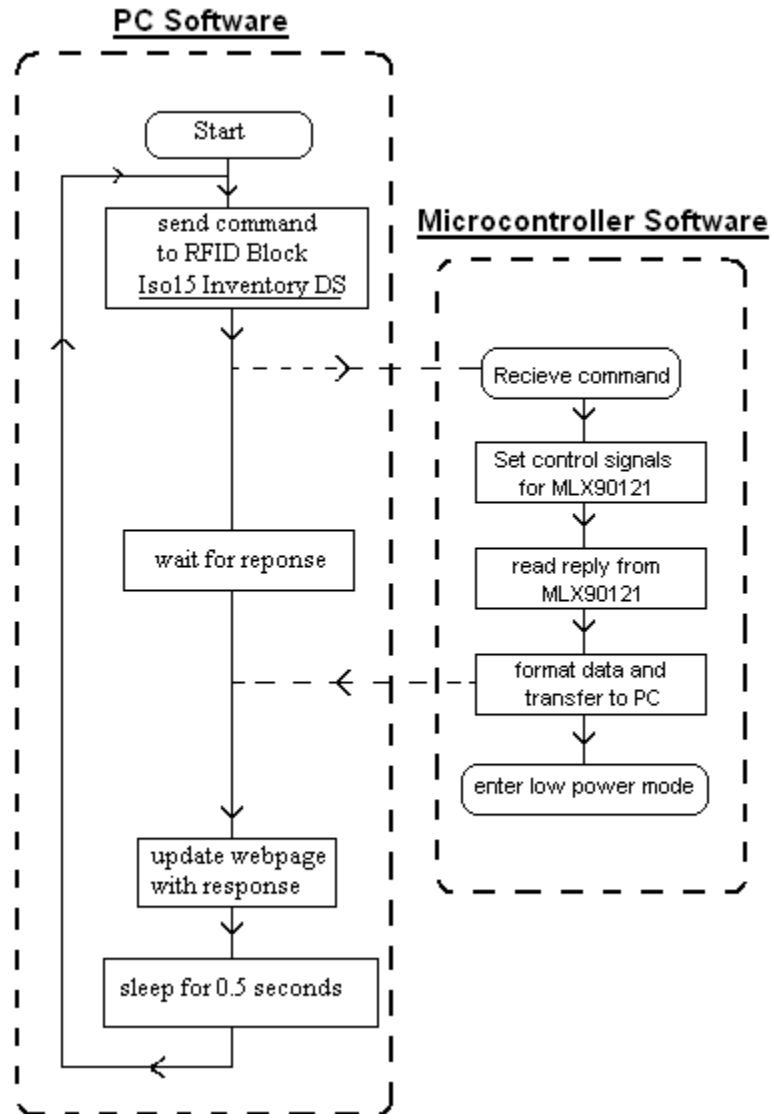 PC Software
Start
send command
to RFID Block
Iso15 Inventory DS
wait for reponse
update webpage
with response
sleep for 0.5 seconds
Microcontroller Software
Recieve command
Set control signals
for MLX90121
read reply from
MLX90121
format data and
transfer to PC
enter low power mode